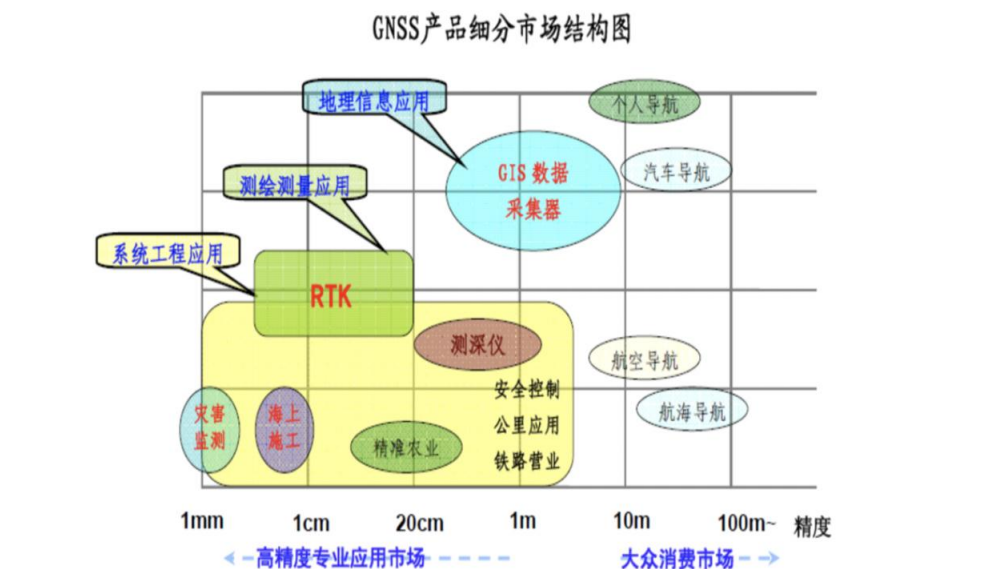 GNSS产品细分市场结构图
地理信息应用
个人导航
GIS 数据
采集器
汽车导航
测绘测量应用
系统工程应用
RTK
测深仪
航空导航
安全控制
公里应用
铁路营业
航海导航
灾害
监测
海上
施工
精准农业
1mm
1cm
20cm
1m
10m
100m~
精度
高精度专业应用市场
大众消费市场